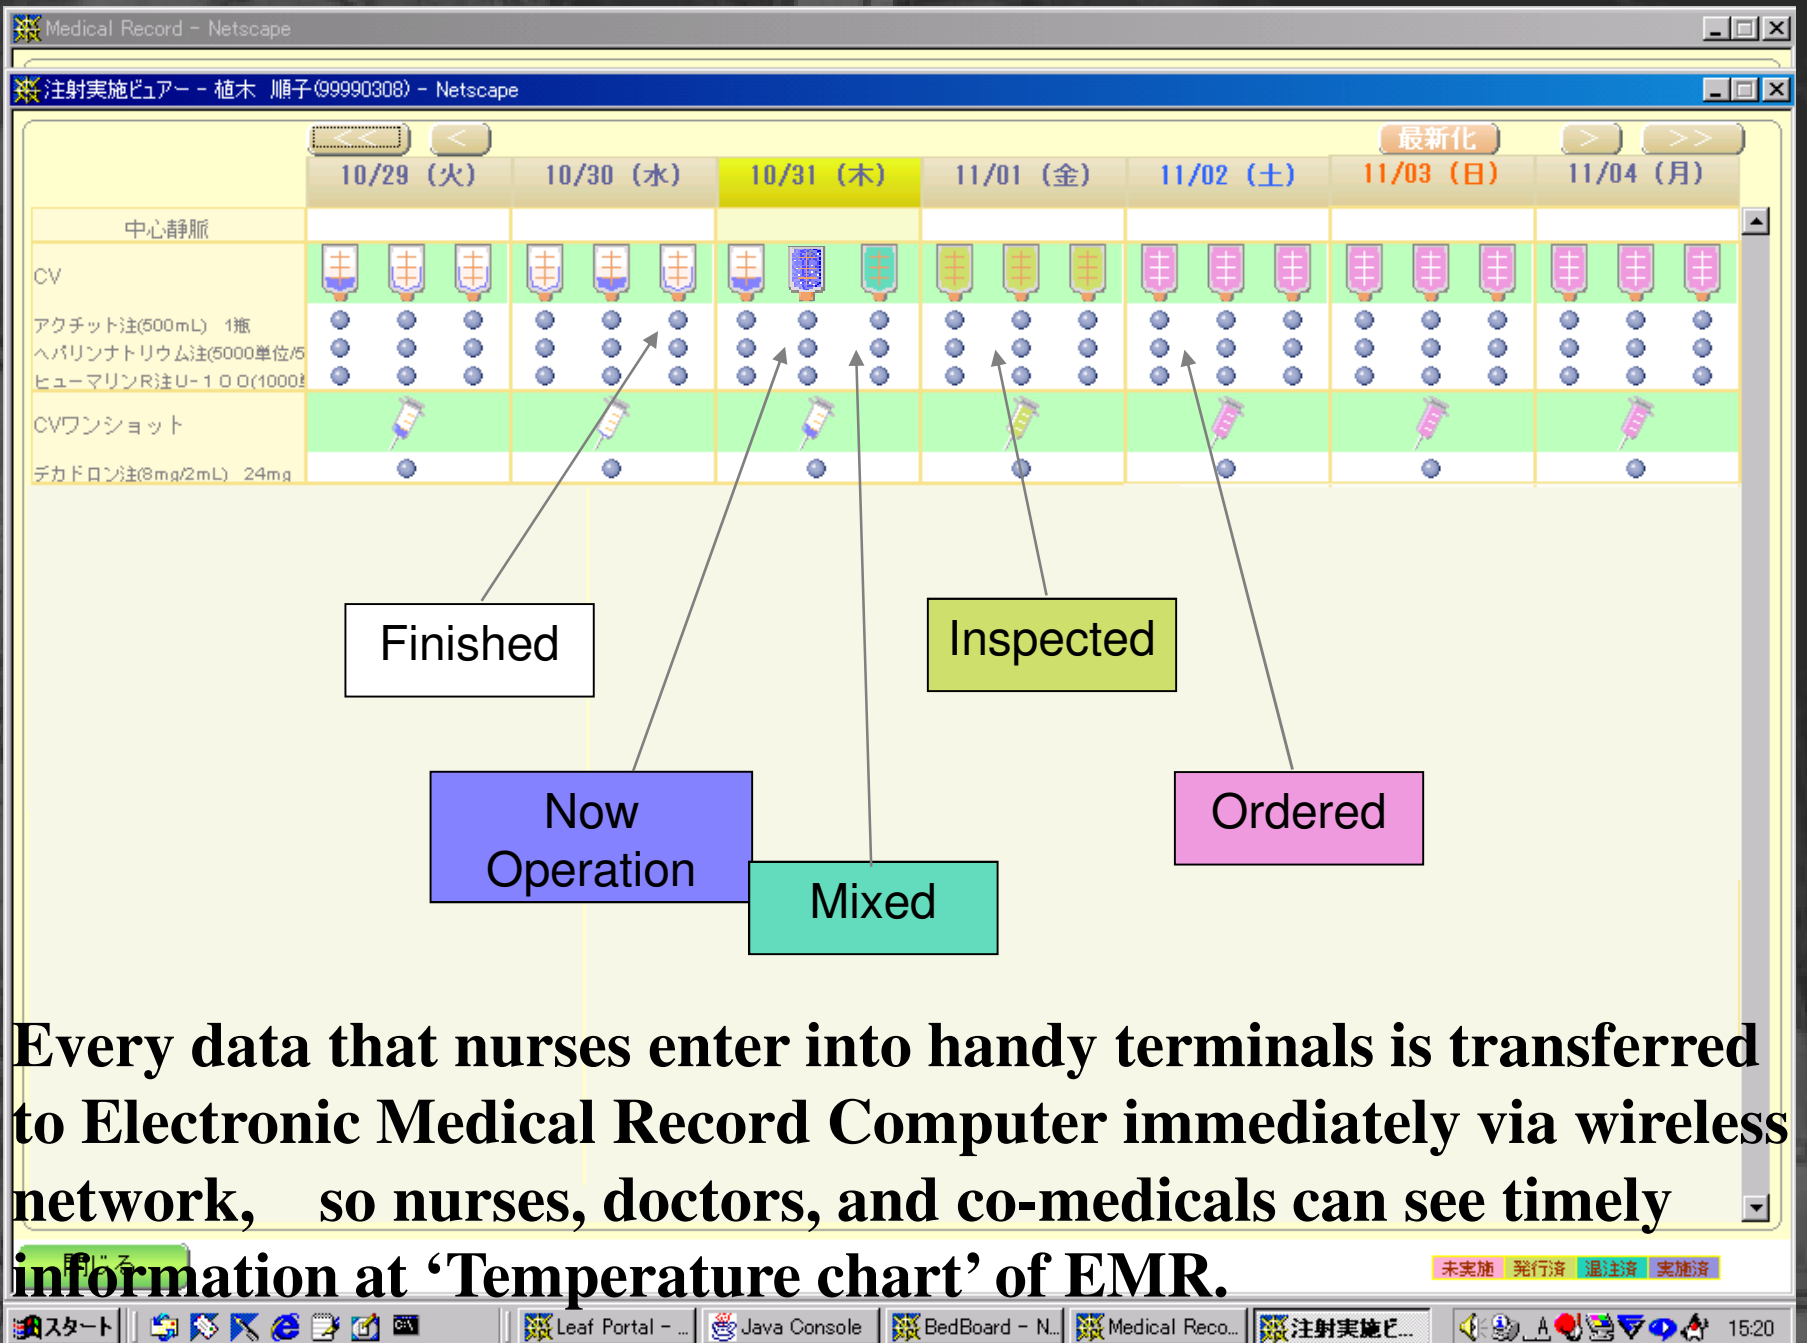 Medical Record - Netscape
注射実施ビュアー - 植木 順子(99990308) - Netscape
<< < 最新化 > >>
10/29 (火) 10/30 (水) 10/31 (木) 11/01 (金) 11/02 (土) 11/03 (日) 11/04 (月)
中心静脈
CV
アクチット注(500mL) 1瓶
ヘパリンナトリウム注(5000単位/5
ヒューマリンR注U-100(1000単
CVワンショット
デカドロン注(8mg/2mL) 24mg
Finished
Inspected
Now
Operation
Ordered
Mixed
Every data that nurses enter into handy terminals is transferred
to Electronic Medical Record Computer immediately via wireless
network, so nurses, doctors, and co-medicals can see timely
information at ‘Temperature chart’ of EMR.
閉じる
未実施 発行済 混注済 実施済
スタート Leaf Portal - ... Java Console BedBoard - N... Medical Reco... 注射実施ビ... 15:20